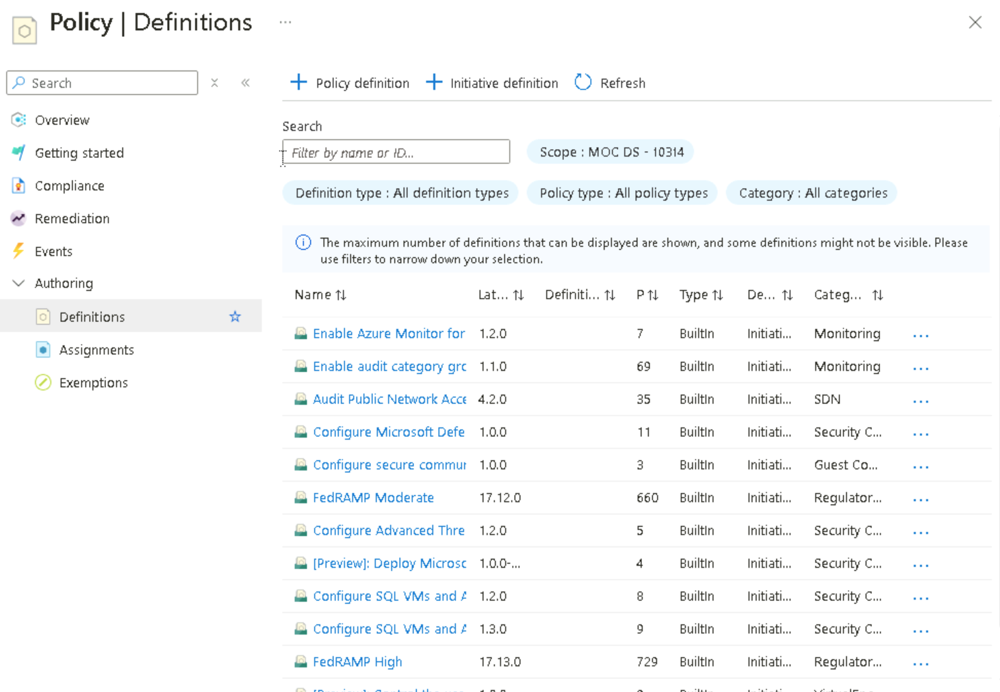 Policy | Definitions ...
Search
Overview
Getting started
Compliance
Remediation
Events
Authoring
Definitions
Assignments
Exemptions
Policy definition Initiative definition Refresh
Search
Filter by name or ID... Scope : MOC DS - 10314
Definition type : All definition types Policy type : All policy types Category : All categories
The maximum number of definitions that can be displayed are shown, and some definitions might not be visible. Please
use filters to narrow down your selection.
Name Lat... Definiti... P Type De... Categ...
Enable Azure Monitor for 1.2.0 7 BuiltIn Initiati... Monitoring ...
Enable audit category grc 1.1.0 69 BuiltIn Initiati... Monitoring ...
Audit Public Network Acce 4.2.0 35 BuiltIn Initiati... SDN ...
Configure Microsoft Defe 1.0.0 11 BuiltIn Initiati... Security C... ...
Configure secure commur 1.0.0 3 BuiltIn Initiati... Guest Co... ...
FedRAMP Moderate 17.12.0 660 BuiltIn Initiati... Regulator... ...
Configure Advanced Thre 1.2.0 5 BuiltIn Initiati... Security C... ...
[Preview]: Deploy Microsc 1.0.0-... 4 BuiltIn Initiati... Security C... ...
Configure SQL VMs and A 1.2.0 8 BuiltIn Initiati... Security C... ...
Configure SQL VMs and A 1.3.0 9 BuiltIn Initiati... Security C... ...
FedRAMP High 17.13.0 729 BuiltIn Initiati... Regulator... ...